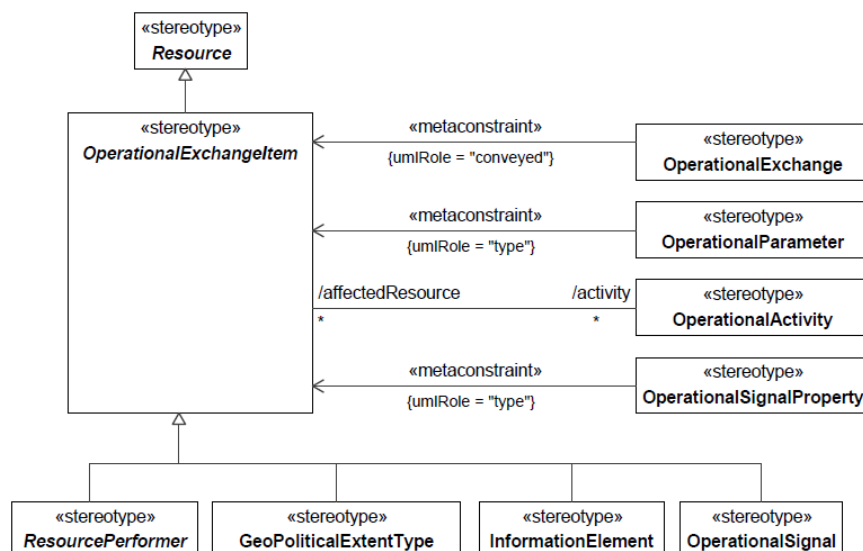 «stereotype»
Resource
«stereotype»
OperationalExchangeItem
«metaconstraint»
{umlRole = "conveyed"}
«stereotype»
OperationalExchange
«metaconstraint»
{umlRole = "type"}
«stereotype»
OperationalParameter
/affectedResource
*
/activity
*
«stereotype»
OperationalActivity
«metaconstraint»
{umlRole = "type"}
«stereotype»
OperationalSignalProperty
«stereotype»
ResourcePerformer
«stereotype»
GeoPoliticalExtentType
«stereotype»
InformationElement
«stereotype»
OperationalSignal